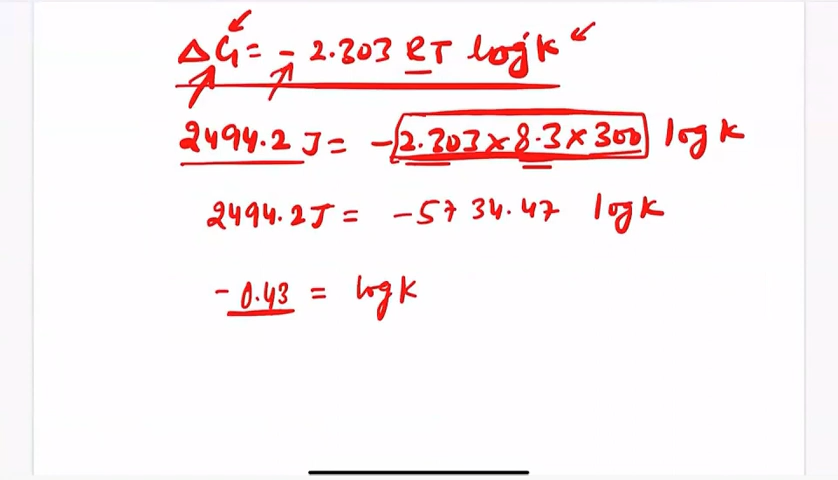 ΔG = - 2.303 RT log K
2494.2 J = - 2.303 x 8.3 x 300 log K
2494.2 J = - 5734.47 log K
- 0.43 = log K